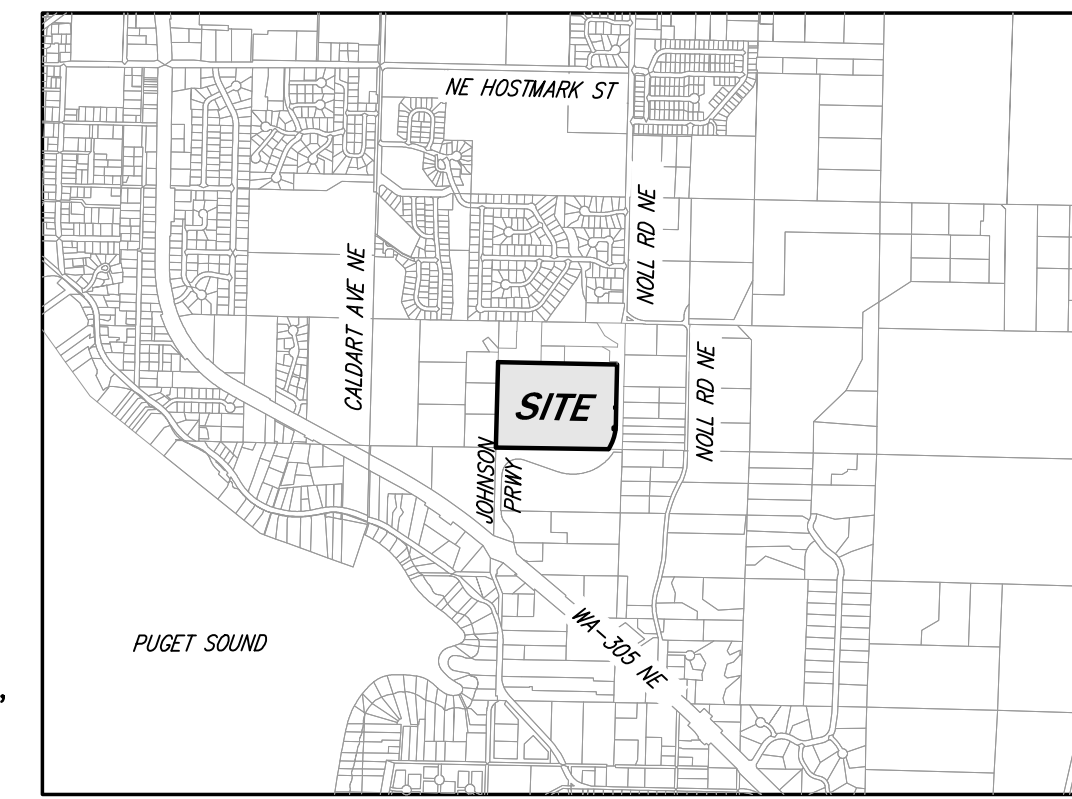 NE HOSTMARK ST
NOLL RD NE
CALDART AVE NE
NOLL RD NE
SITE
JOHNSON
PRWY
WA-305 NE
PUGET SOUND
,